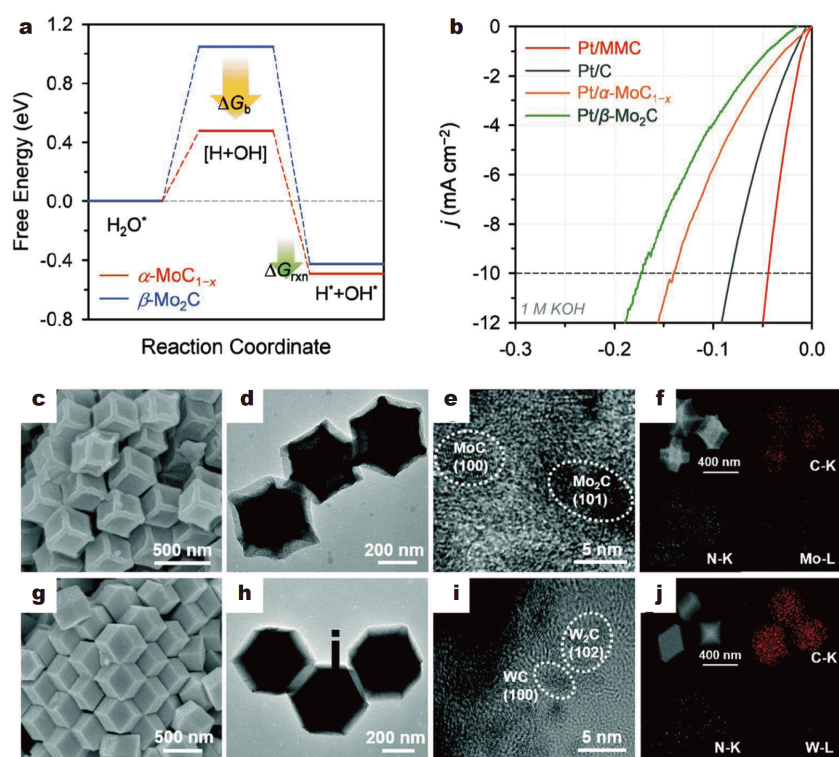 a
1.2
0.8
0.4
0.0
-0.4
-0.8
Free Energy (eV)
ΔG_b
[H+OH]
H₂O*
ΔG_rxn
H*+OH*
α-MoC₁₋ₓ
β-Mo₂C
Reaction Coordinate
b
0
-2
-4
-6
-8
-10
-12
j (mA cm⁻²)
Pt/MMC
Pt/C
Pt/α-MoC₁₋ₓ
Pt/β-Mo₂C
1 M KOH
-0.3
-0.2
-0.1
0.0
c
500 nm
d
200 nm
e
MoC
(100)
Mo₂C
(101)
5 nm
f
400 nm
C-K
N-K
Mo-L
g
500 nm
h
i
200 nm
i
W₂C
(102)
WC
(100)
5 nm
j
400 nm
C-K
N-K
W-L